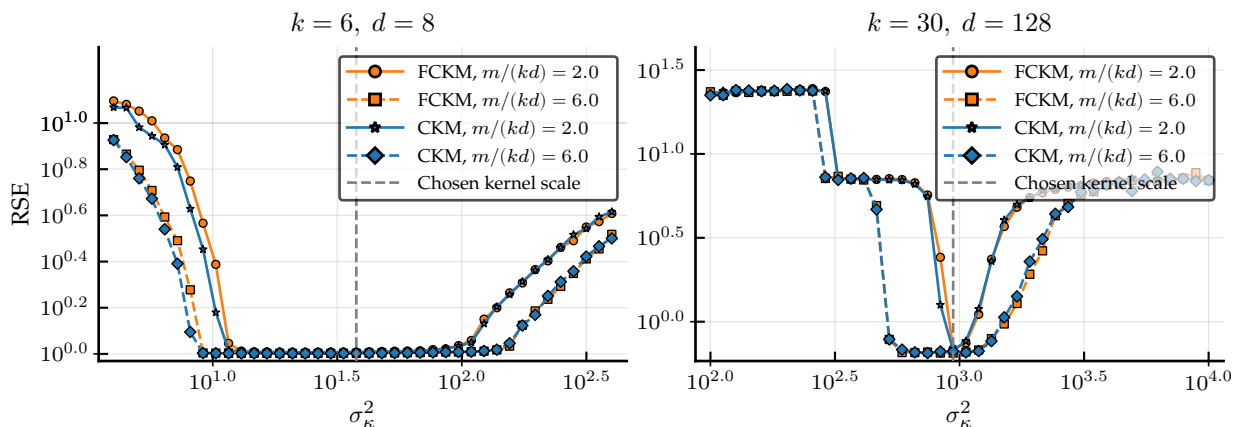 k = 6, d = 8
RSE
10^1.0
10^0.8
10^0.6
10^0.4
10^0.2
10^0.0
FCKM, m/(kd) = 2.0
FCKM, m/(kd) = 6.0
CKM, m/(kd) = 2.0
CKM, m/(kd) = 6.0
Chosen kernel scale
10^1.0 10^1.5 10^2.0 10^2.5
σ_κ^2
k = 30, d = 128
10^1.5
10^1.0
10^0.5
10^0.0
FCKM, m/(kd) = 2.0
FCKM, m/(kd) = 6.0
CKM, m/(kd) = 2.0
CKM, m/(kd) = 6.0
Chosen kernel scale
10^2.0 10^2.5 10^3.0 10^3.5 10^4.0
σ_κ^2